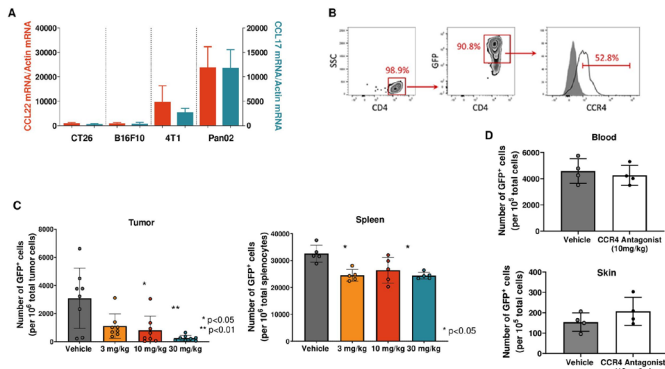 A
CCL22 mRNA/Actin mRNA
40000
30000
20000
10000
0
20000
15000
10000
5000
0
CCL17 mRNA/Actin mRNA
CT26 B16F10 4T1 Pan02
B
SSC
98.9%
CD4
GFP
90.8%
CD4
52.8%
CCR4
C
Tumor
Number of GFP+ cells
(per 10⁶ total tumor cells)
8000
6000
4000
2000
0
*
**
* p<0.05
** p<0.01
Vehicle 3 mg/kg 10 mg/kg 30 mg/kg
Spleen
Number of GFP+ cells
(per 10⁶ total splenocytes)
40000
30000
20000
10000
0
*
*
* p<0.05
Vehicle 3 mg/kg 10 mg/kg 30 mg/kg
D
Blood
Number of GFP+ cells
(per 10⁵ total cells)
8000
6000
4000
2000
0
Vehicle CCR4 Antagonist
(10mg/kg)
Skin
Number of GFP+ cells
(per 10⁵ total cells)
400
300
200
100
0
Vehicle CCR4 Antagonist